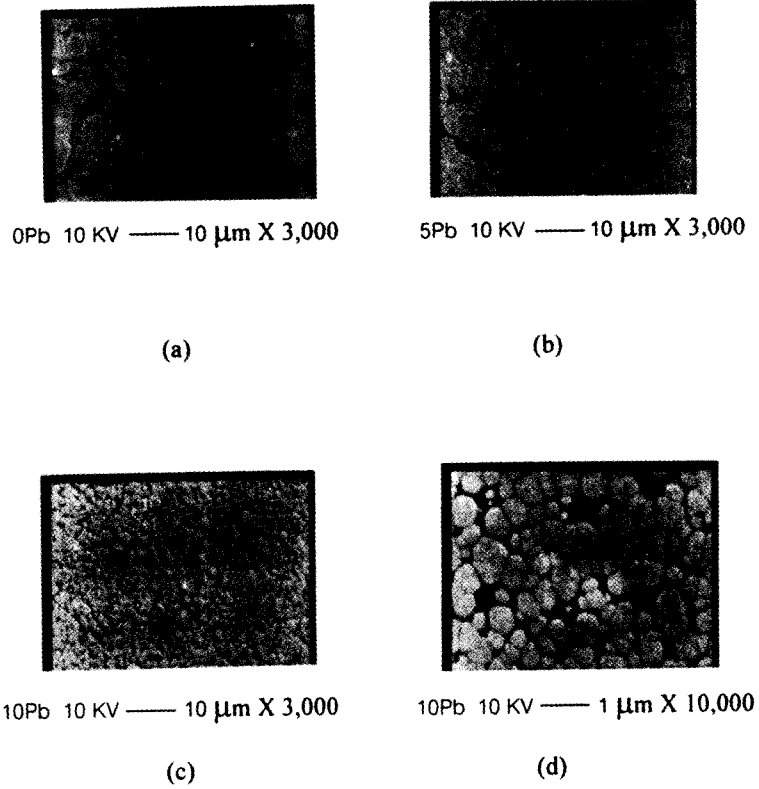 0Pb 10 KV —— 10 µm X 3,000
5Pb 10 KV —— 10 µm X 3,000
(a)
(b)
10Pb 10 KV —— 10 µm X 3,000
10Pb 10 KV —— 1 µm X 10,000
(c)
(d)